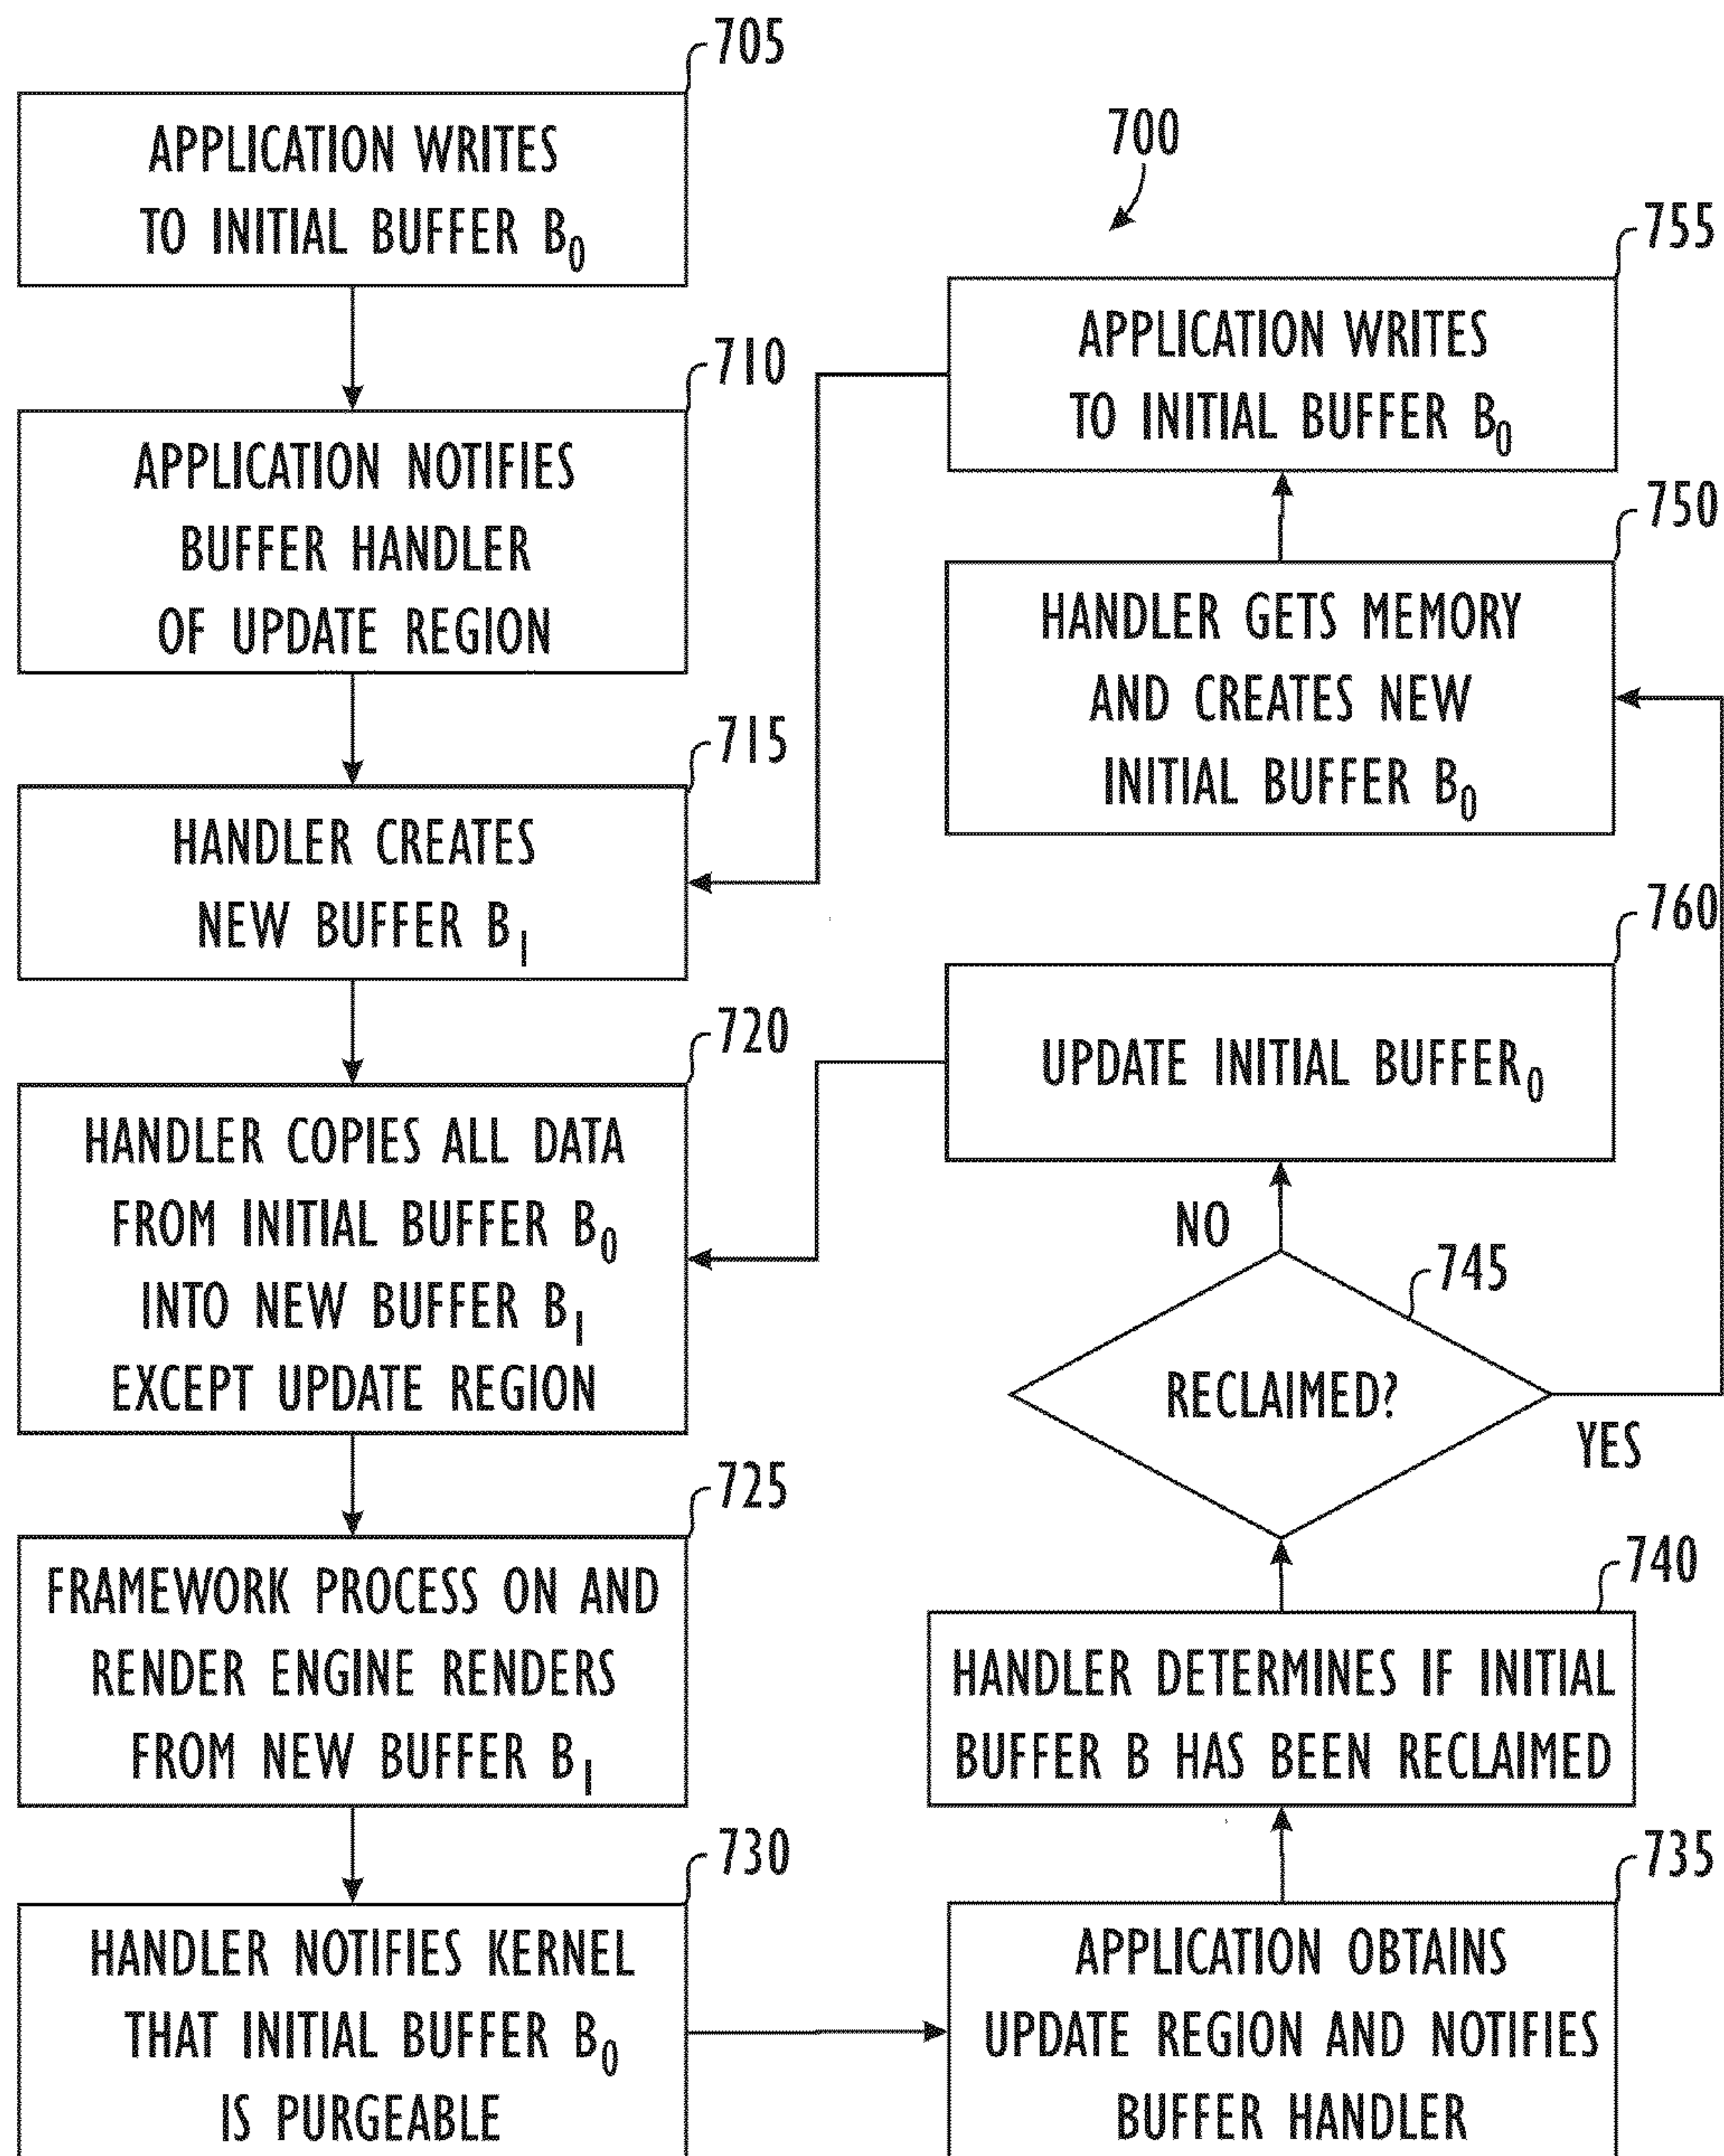 705
APPLICATION WRITES
TO INITIAL BUFFER B0
710
APPLICATION NOTIFIES
BUFFER HANDLER
OF UPDATE REGION
715
HANDLER CREATES
NEW BUFFER B1
720
HANDLER COPIES ALL DATA
FROM INITIAL BUFFER B0
INTO NEW BUFFER B1
EXCEPT UPDATE REGION
725
FRAMEWORK PROCESS ON AND
RENDER ENGINE RENDERS
FROM NEW BUFFER B1
730
HANDLER NOTIFIES KERNEL
THAT INITIAL BUFFER B0
IS PURGEABLE
700
755
APPLICATION WRITES
TO INITIAL BUFFER B0
750
HANDLER GETS MEMORY
AND CREATES NEW
INITIAL BUFFER B0
760
UPDATE INITIAL BUFFER0
NO
745
RECLAIMED?
YES
740
HANDLER DETERMINES IF INITIAL
BUFFER B HAS BEEN RECLAIMED
735
APPLICATION OBTAINS
UPDATE REGION AND NOTIFIES
BUFFER HANDLER